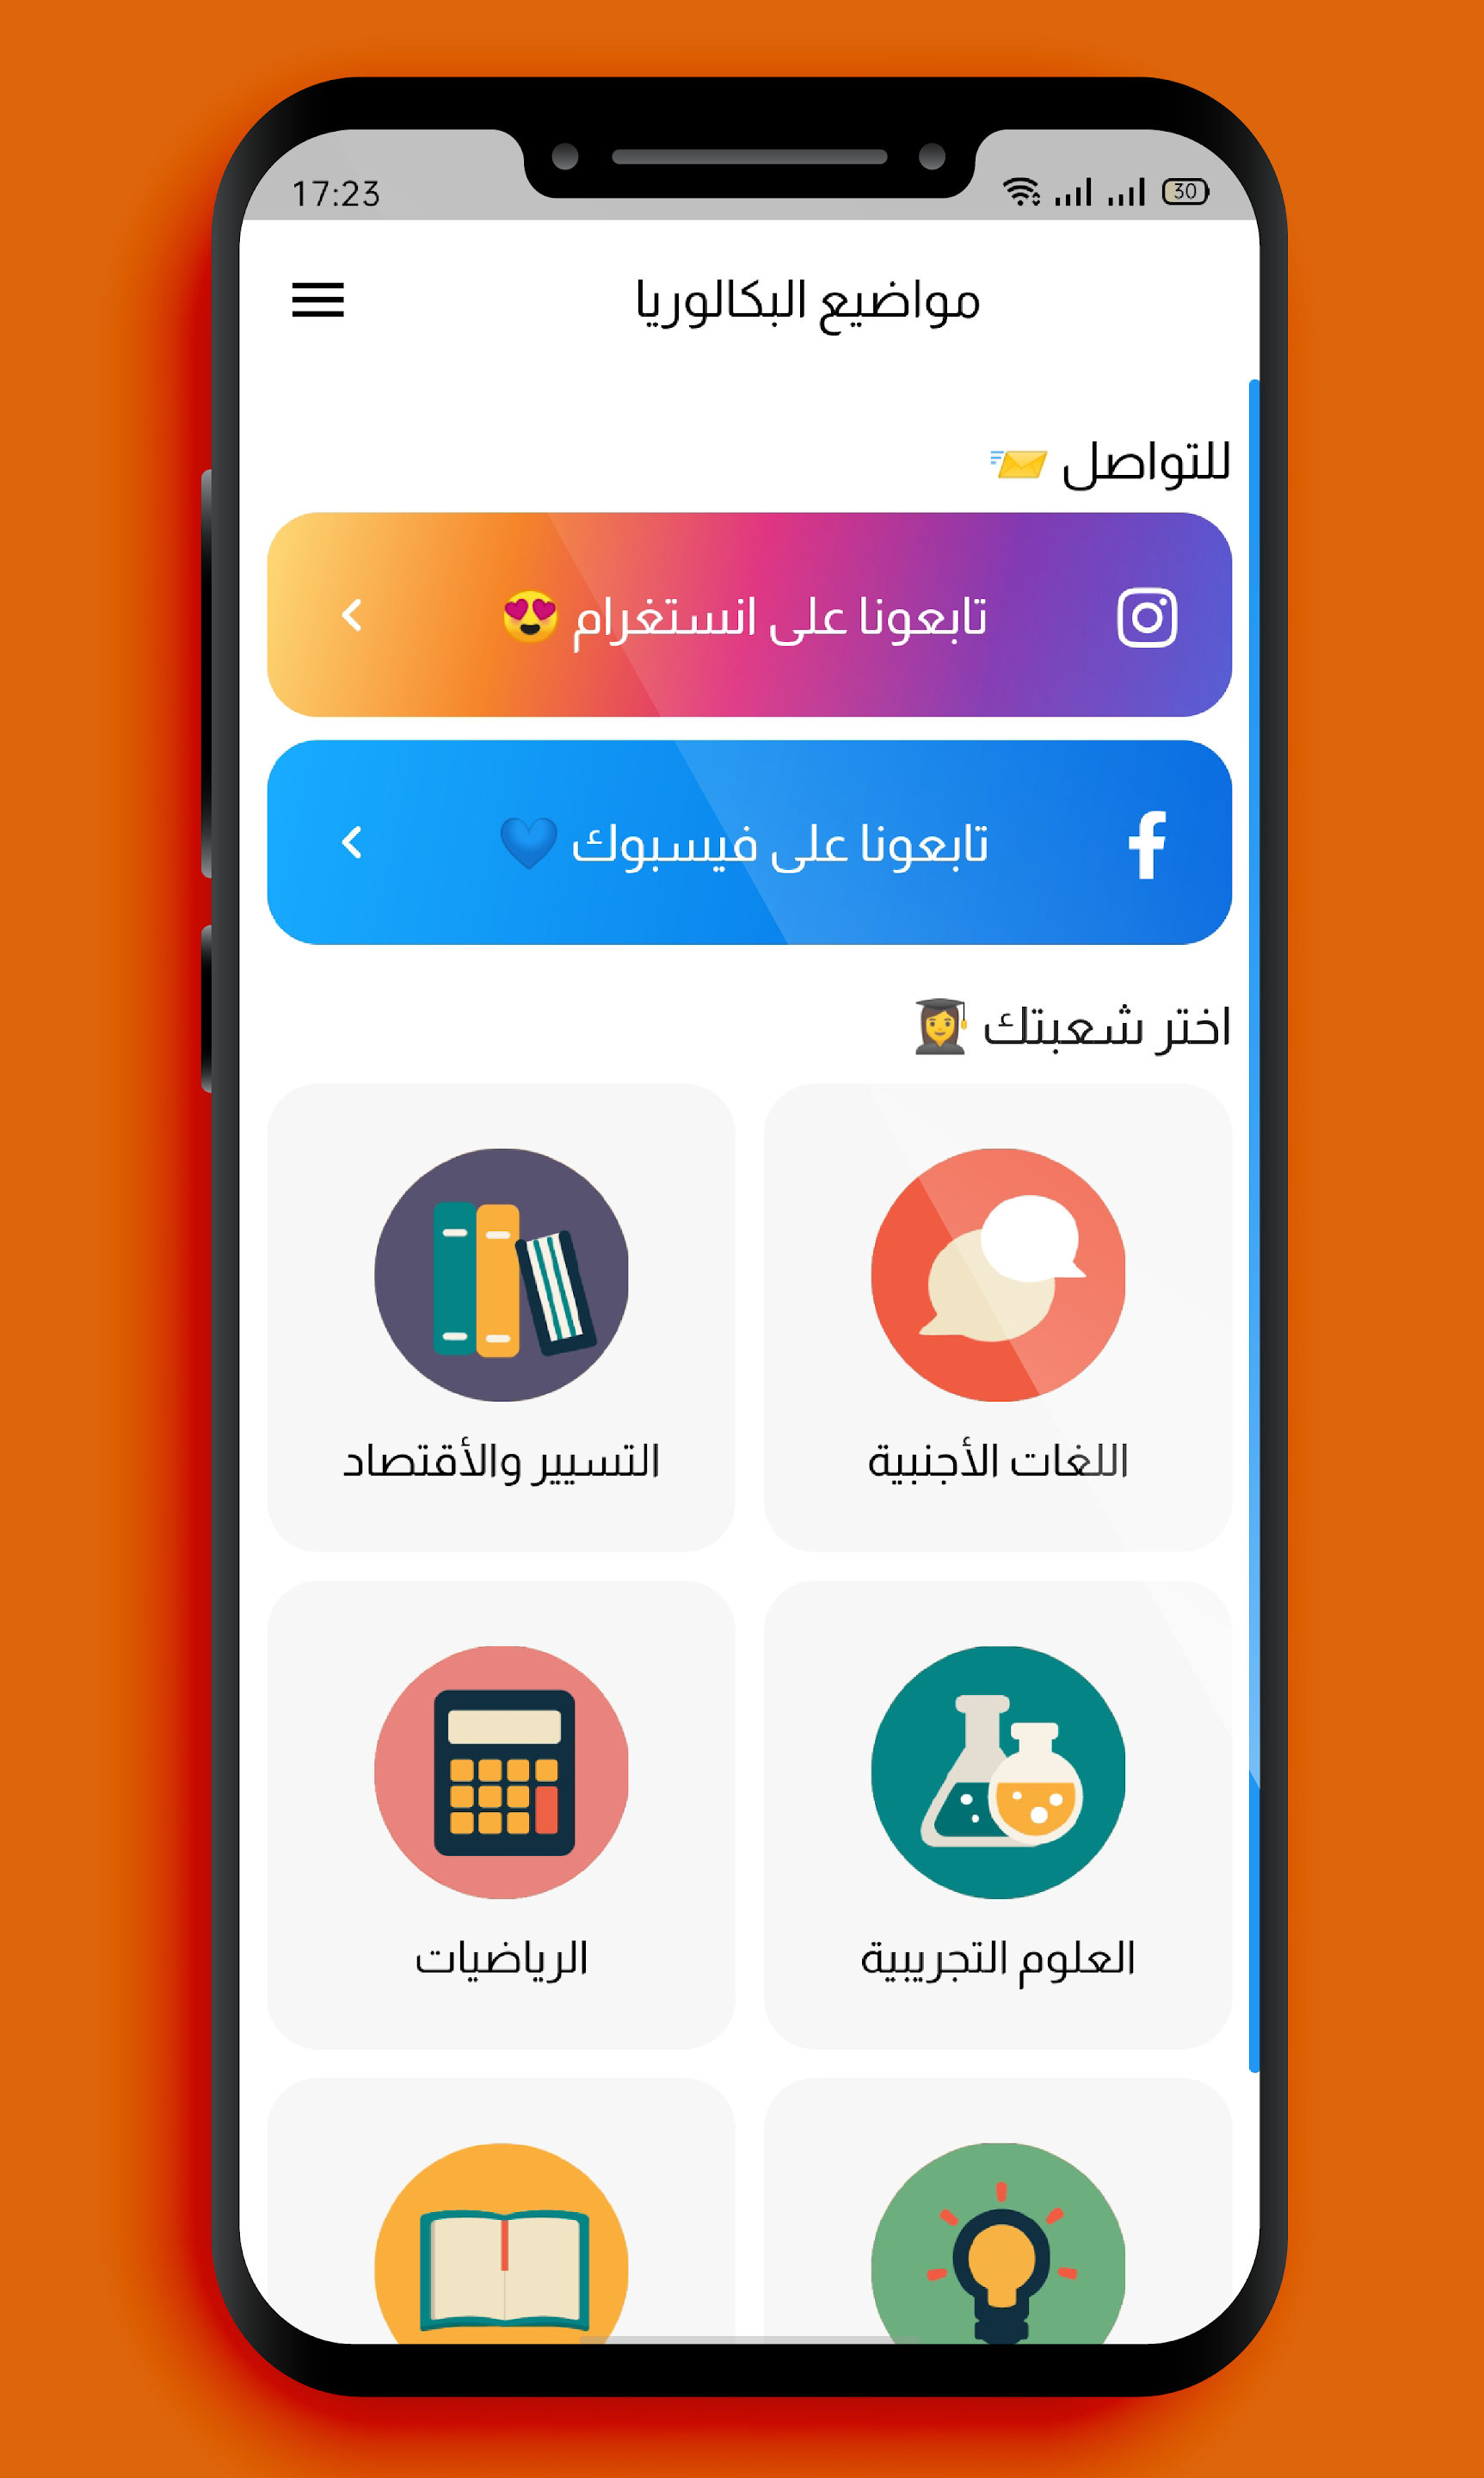 17:23
30
مواضيع البكالوريا
للتواصل 📨
تابعونا على انستغرام 😍
تابعونا على فيسبوك 💙
اختر شعبتك 👩‍🎓
اللغات الأجنبية
التسيير والأقتصاد
العلوم التجريبية
الرياضيات